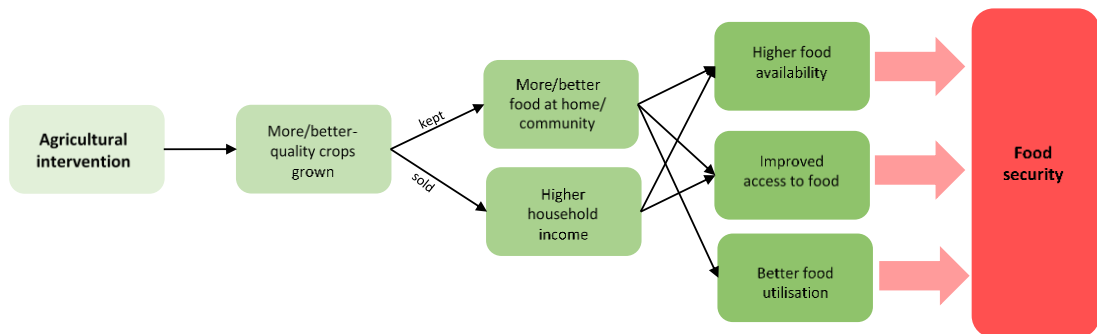 Agricultural
intervention
More/better-
quality crops
grown
kept
sold
More/better
food at home/
community
Higher
household
income
Higher food
availability
Improved
access to food
Better food
utilisation
Food
security